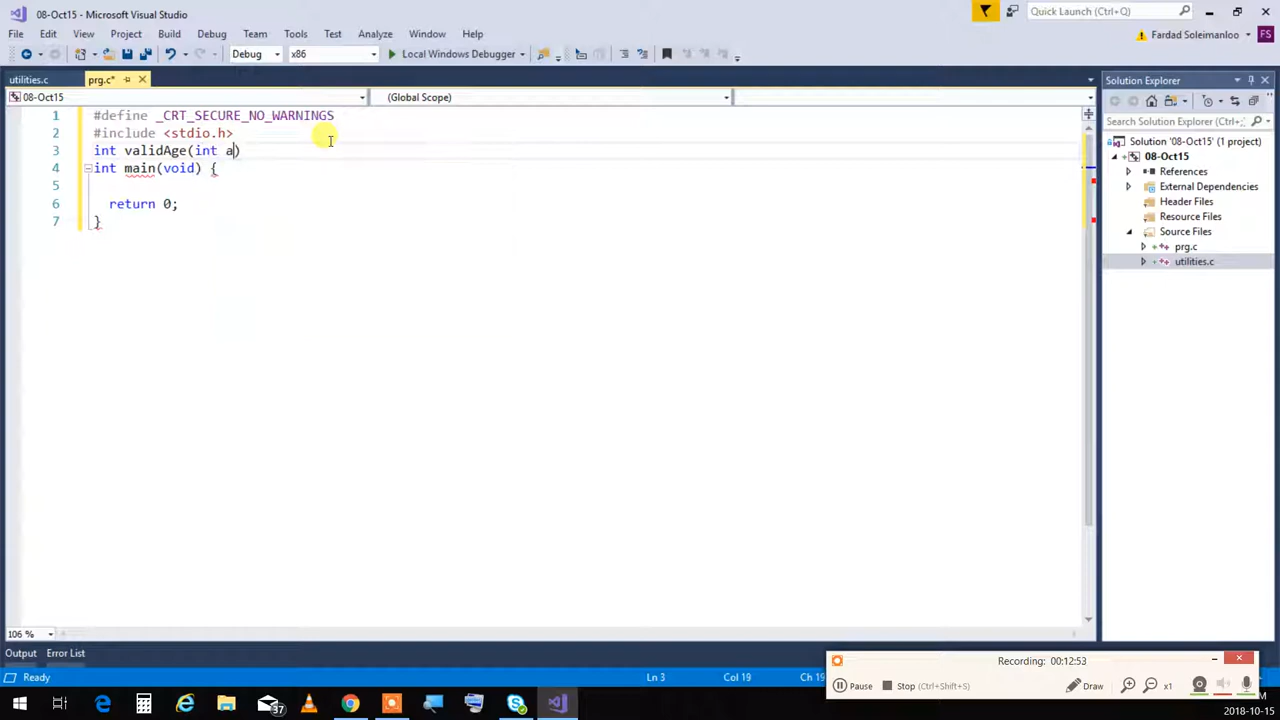 08-Oct15 - Microsoft Visual Studio
Quick Launch (Ctrl+Q)
File Edit View Project Build Debug Team Tools Test Analyze Window Help
Fardad Soleimanloo FS
Debug x86 Local Windows Debugger
utilities.c prg.c*
Solution Explorer
08-Oct15 (Global Scope)
Search Solution Explorer (Ctrl+;)
1 #define _CRT_SECURE_NO_WARNINGS
2 #include <stdio.h>
3 int validAge(int a)
4 int main(void) {
5
6 return 0;
7 }
Solution '08-Oct15' (1 project)
08-Oct15
References
External Dependencies
Header Files
Resource Files
Source Files
prg.c
utilities.c
106 %
Output Error List
Ready Ln 3 Col 19 Ch 19
Recording: 00:12:53
Pause Stop (Ctrl+Shift+S) Draw x1
37
2018-10-15